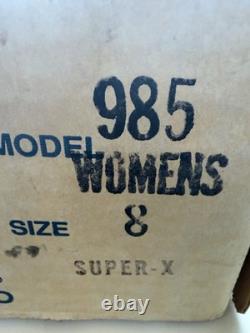 985
MODEL
WOMENS
SIZE 8
SUPER-X
O